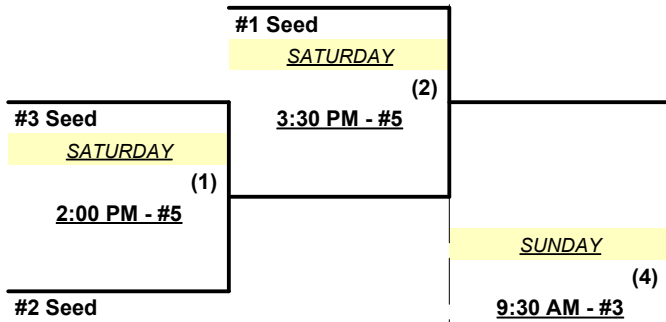 #1 Seed
SATURDAY
(2)
3:30 PM - #5
#3 Seed
SATURDAY
(1)
2:00 PM - #5
#2 Seed
SUNDAY
(4)
9:30 AM - #3